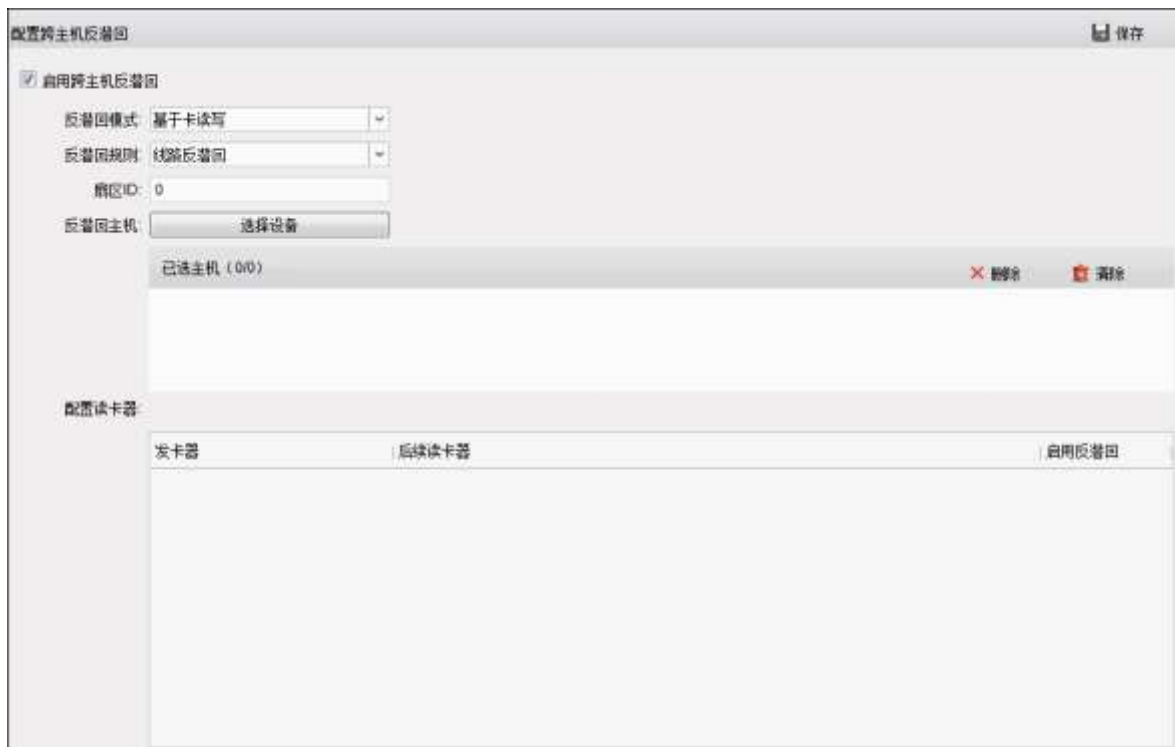 配置跨主机反潜回 保存
启用跨主机反潜回
反潜回模式: 基于卡读写
反潜回规则: 线路反潜回
扇区ID: 0
反潜回主机: 选择设备
已选主机（0/0） 删除 清除
配置读卡器:
发卡器 后续读卡器 启用反潜回